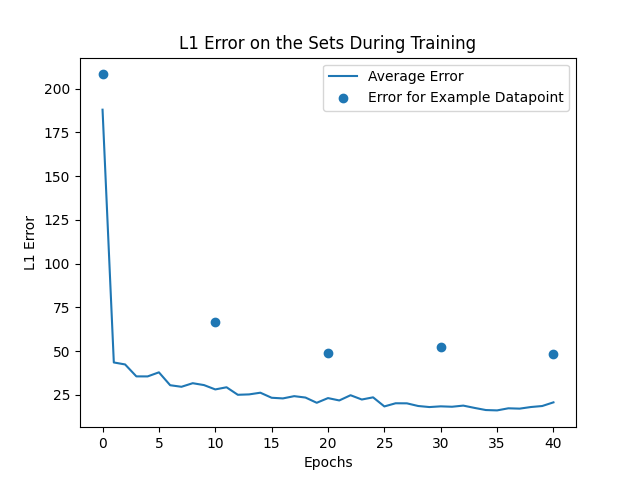 L1 Error on the Sets During Training
Average Error
Error for Example Datapoint
L1 Error
200
175
150
125
100
75
50
25
0 5 10 15 20 25 30 35 40
Epochs